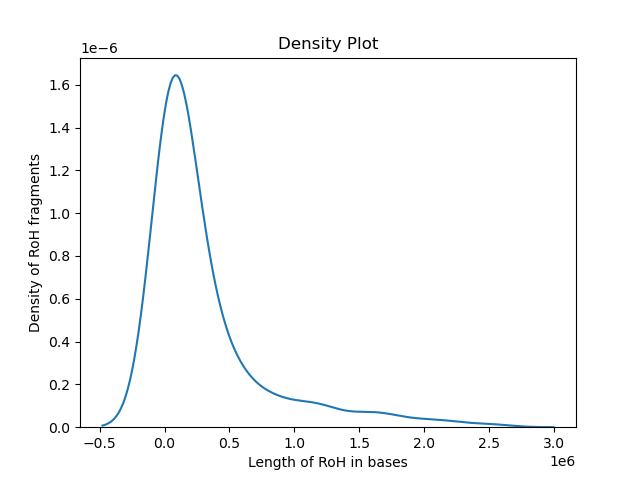 Density Plot
1e−6
1.6
1.4
1.2
1.0
0.8
0.6
0.4
0.2
0.0
Density of RoH fragments
−0.5 0.0 0.5 1.0 1.5 2.0 2.5 3.0
1e6
Length of RoH in bases